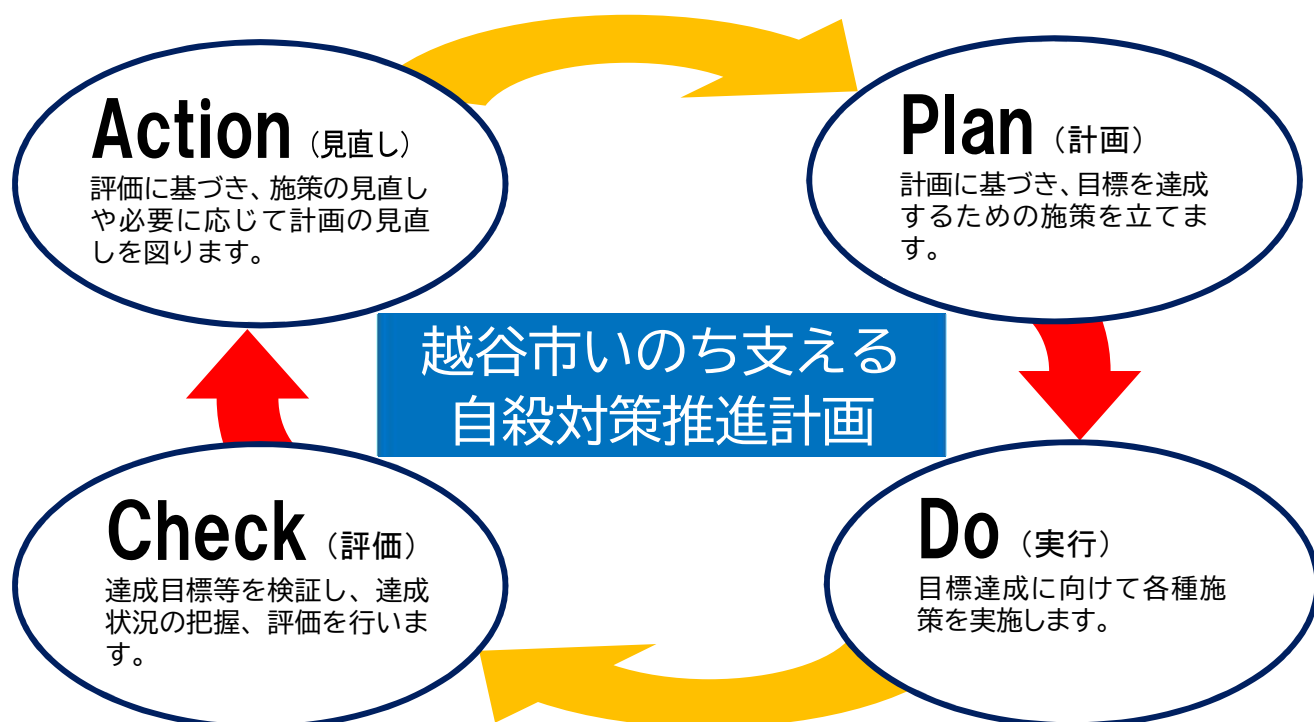 Action（見直し）
評価に基づき、施策の見直し
や必要に応じて計画の見直
しを図ります。
Plan（計画）
計画に基づき、目標を達成
するための施策を立てま
す。
越谷市いのち支える
自殺対策推進計画
Check（評価）
達成目標等を検証し、達成
状況の把握、評価を行いま
す。
Do（実行）
目標達成に向けて各種施
策を実施します。